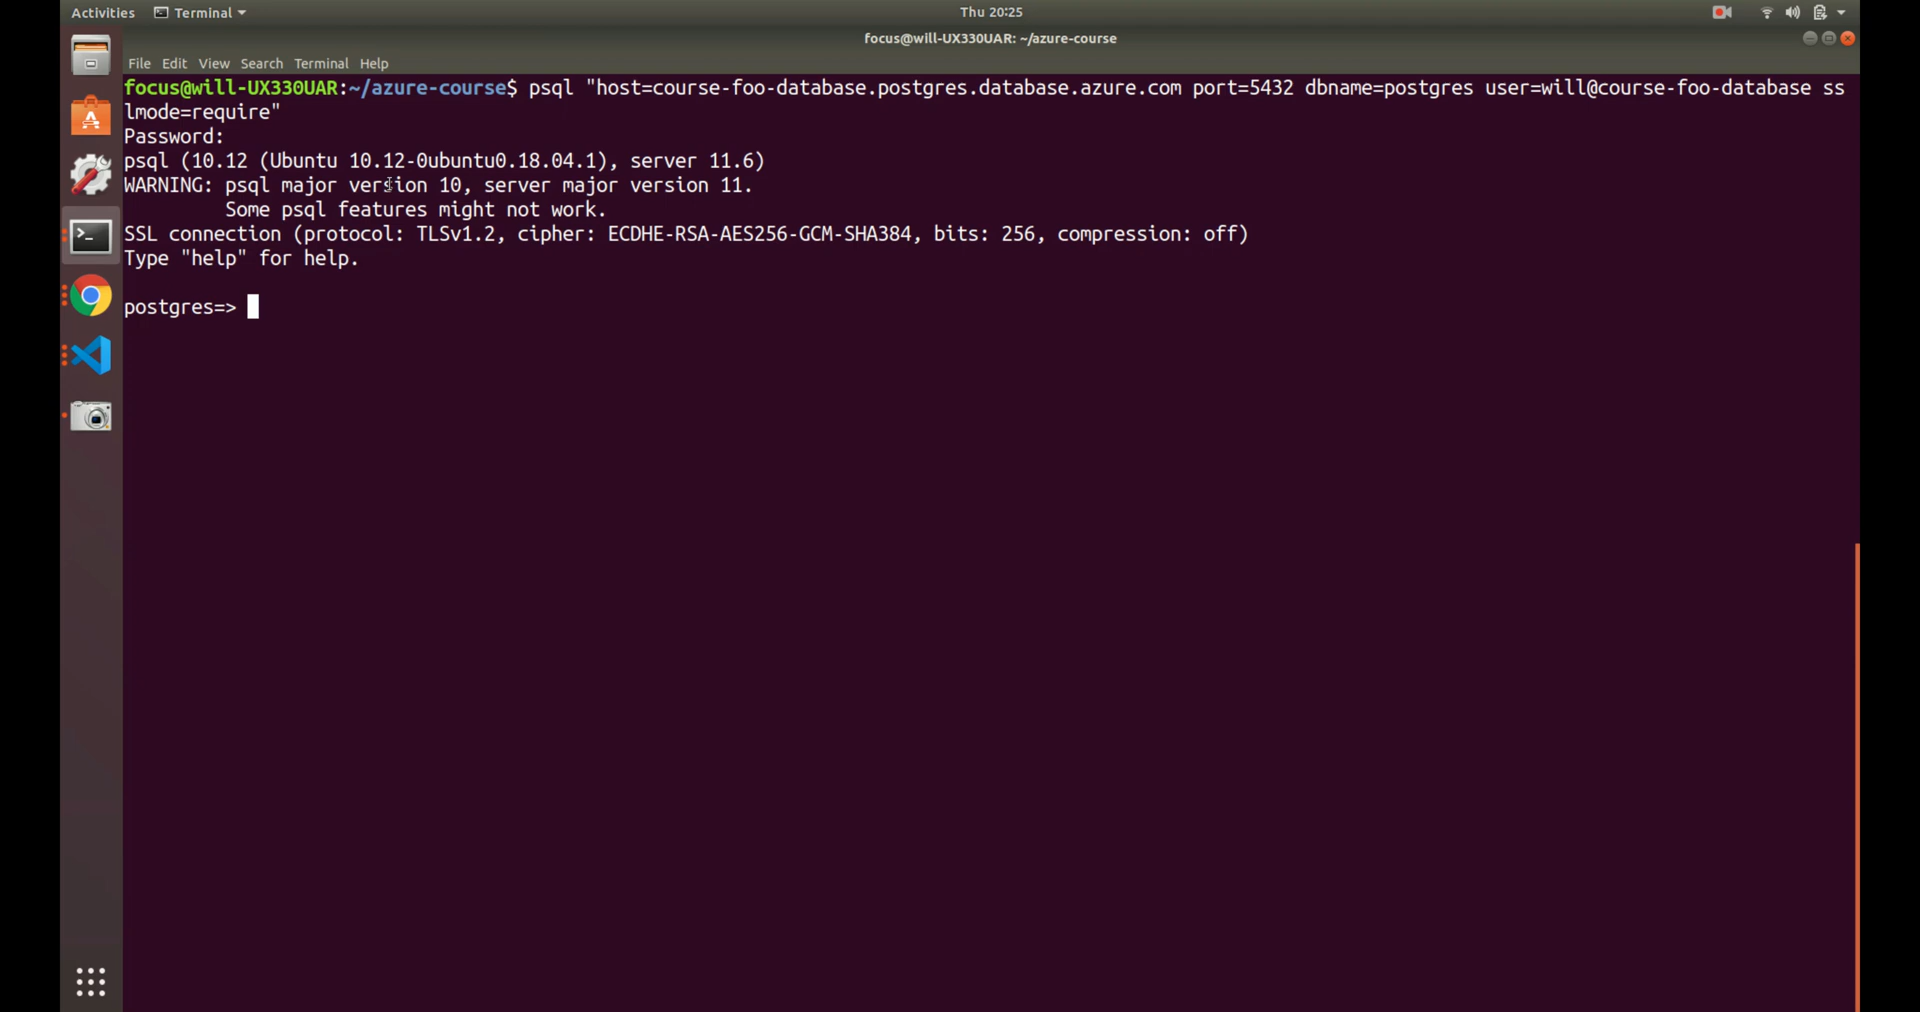 Activities Terminal Thu 20:25
focus@will-UX330UAR: ~/azure-course
File Edit View Search Terminal Help
focus@will-UX330UAR:~/azure-course$ psql "host=course-foo-database.postgres.database.azure.com port=5432 dbname=postgres user=will@course-foo-database ss
lmode=require"
Password:
psql (10.12 (Ubuntu 10.12-0ubuntu0.18.04.1), server 11.6)
WARNING: psql major version 10, server major version 11.
Some psql features might not work.
SSL connection (protocol: TLSv1.2, cipher: ECDHE-RSA-AES256-GCM-SHA384, bits: 256, compression: off)
Type "help" for help.
postgres=>